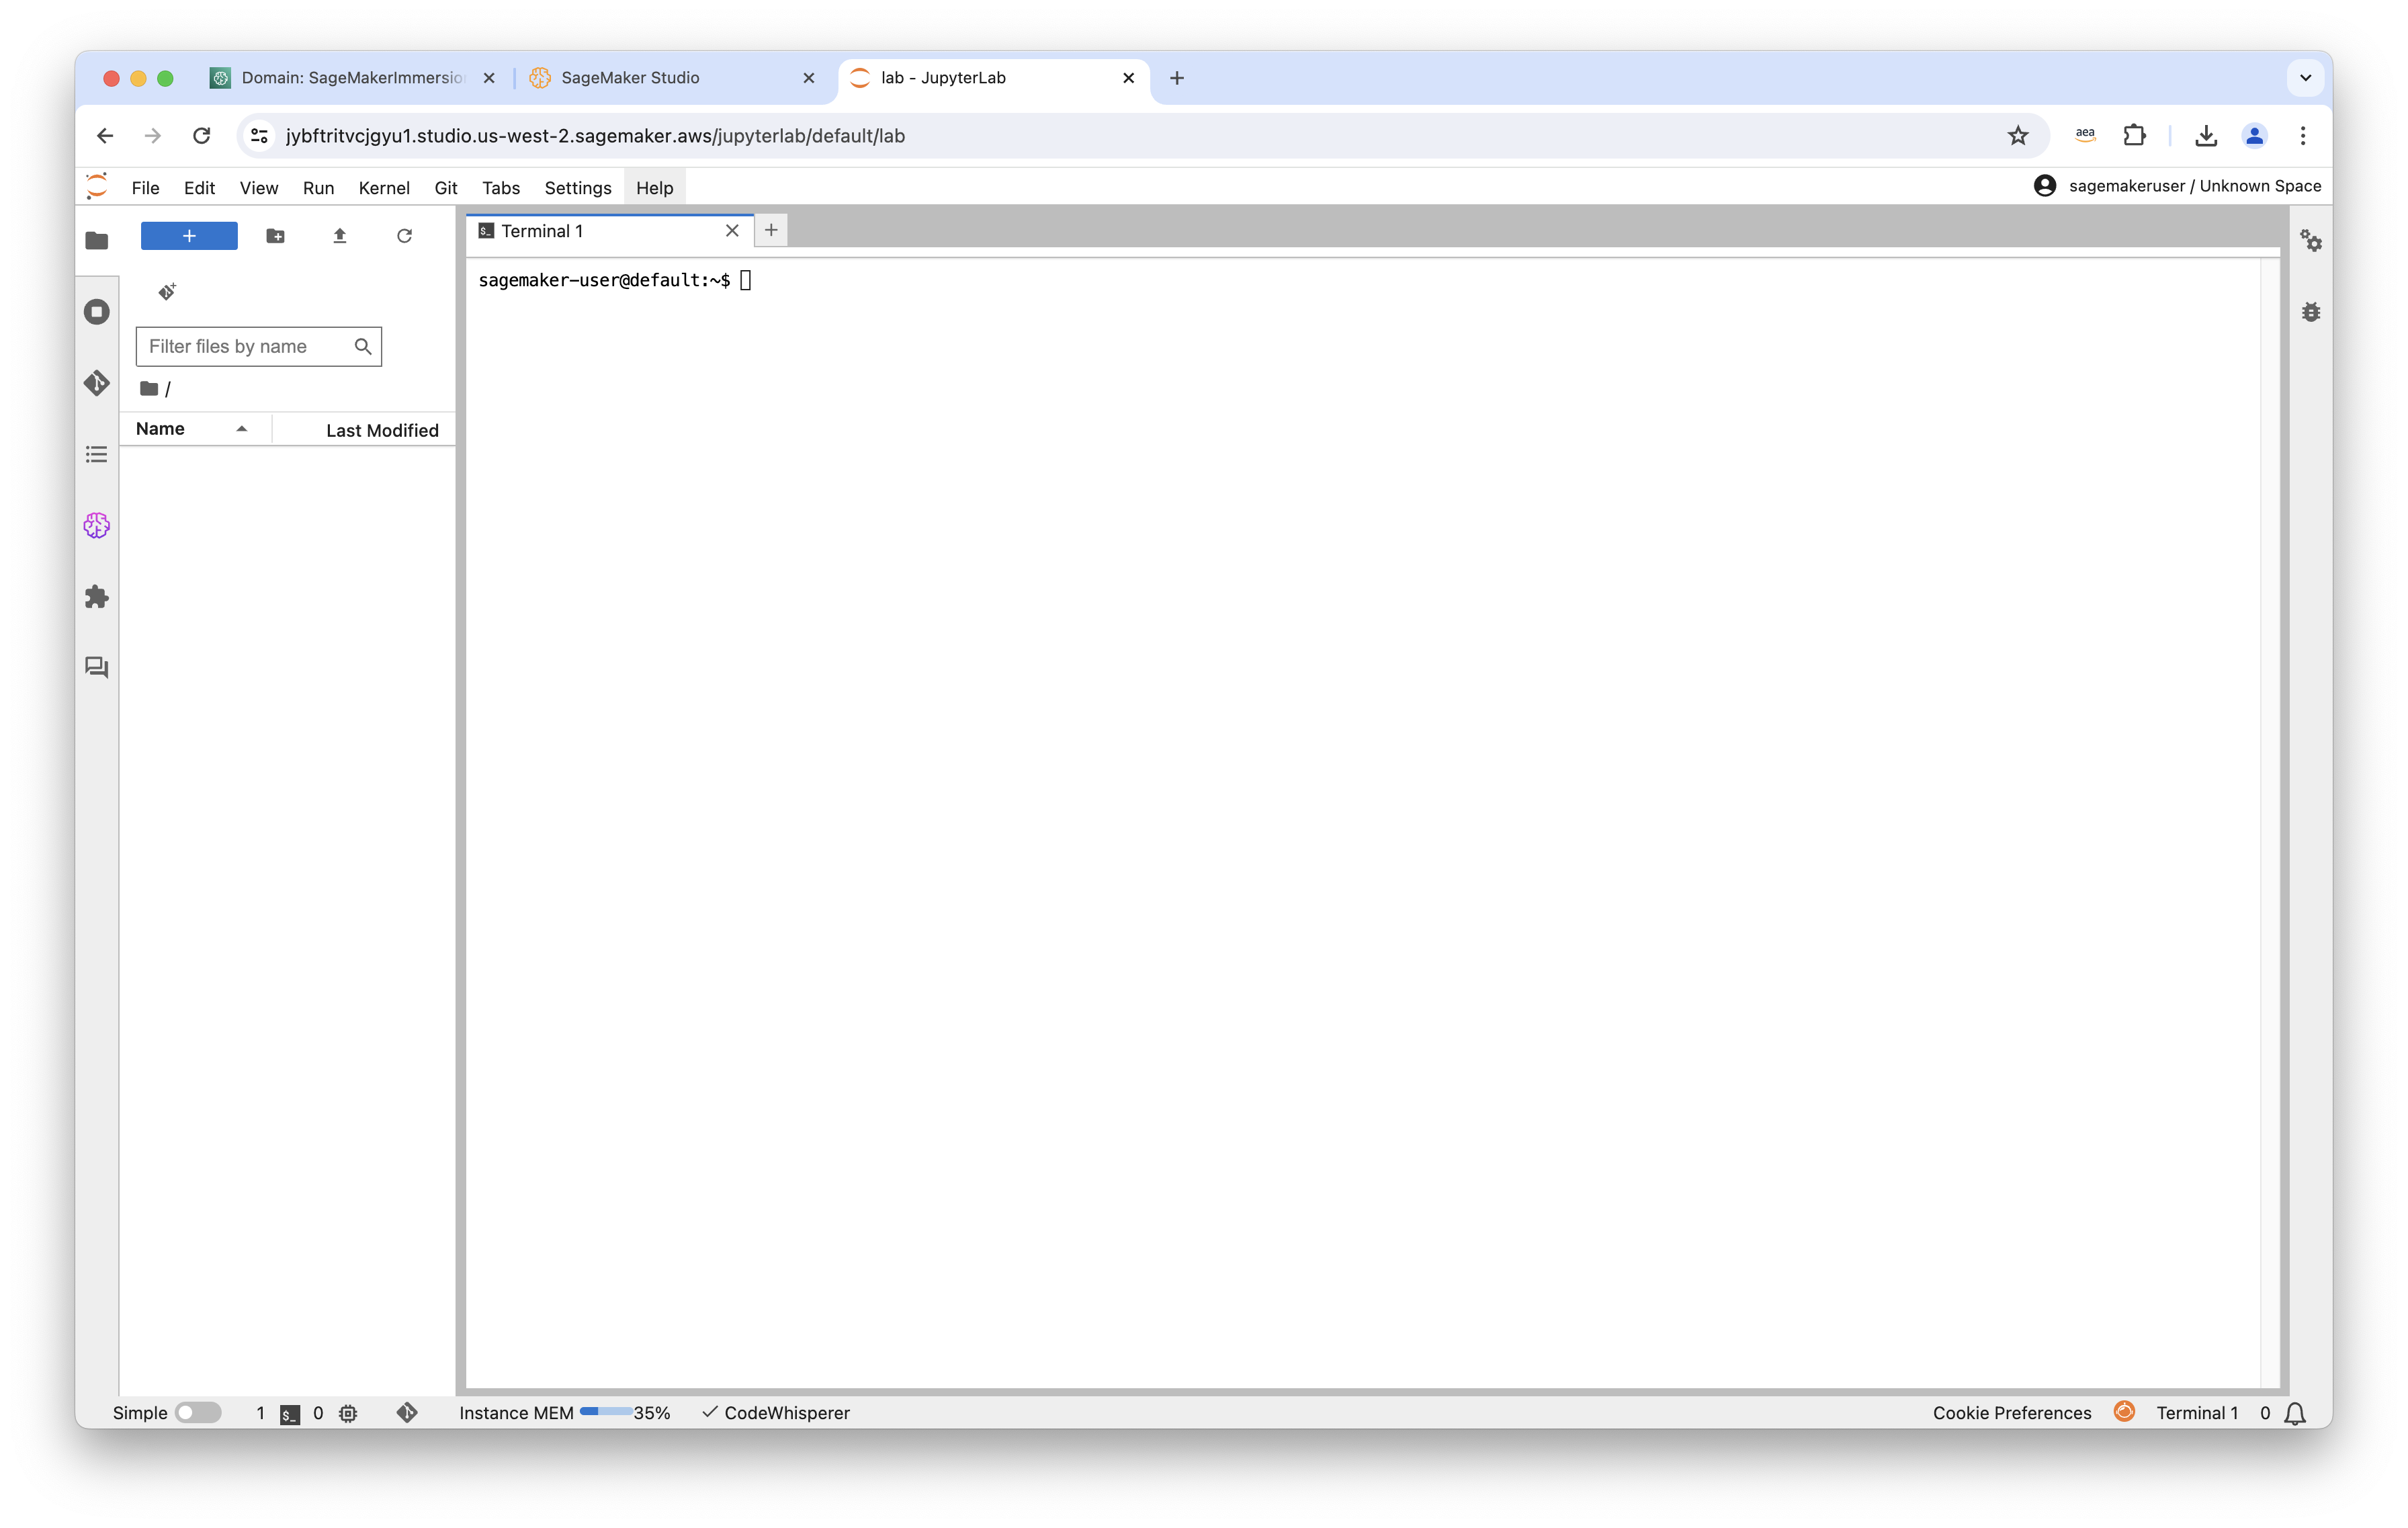 Domain: SageMakerImmersion
SageMaker Studio
lab - JupyterLab
jybftritvcjgyu1.studio.us-west-2.sagemaker.aws/jupyterlab/default/lab
aea
File Edit View Run Kernel Git Tabs Settings Help
sagemakeruser / Unknown Space
Terminal 1
sagemaker-user@default:~$
Filter files by name
/
Name Last Modified
Simple 1 $_ 0 Instance MEM 35% CodeWhisperer Cookie Preferences Terminal 1 0